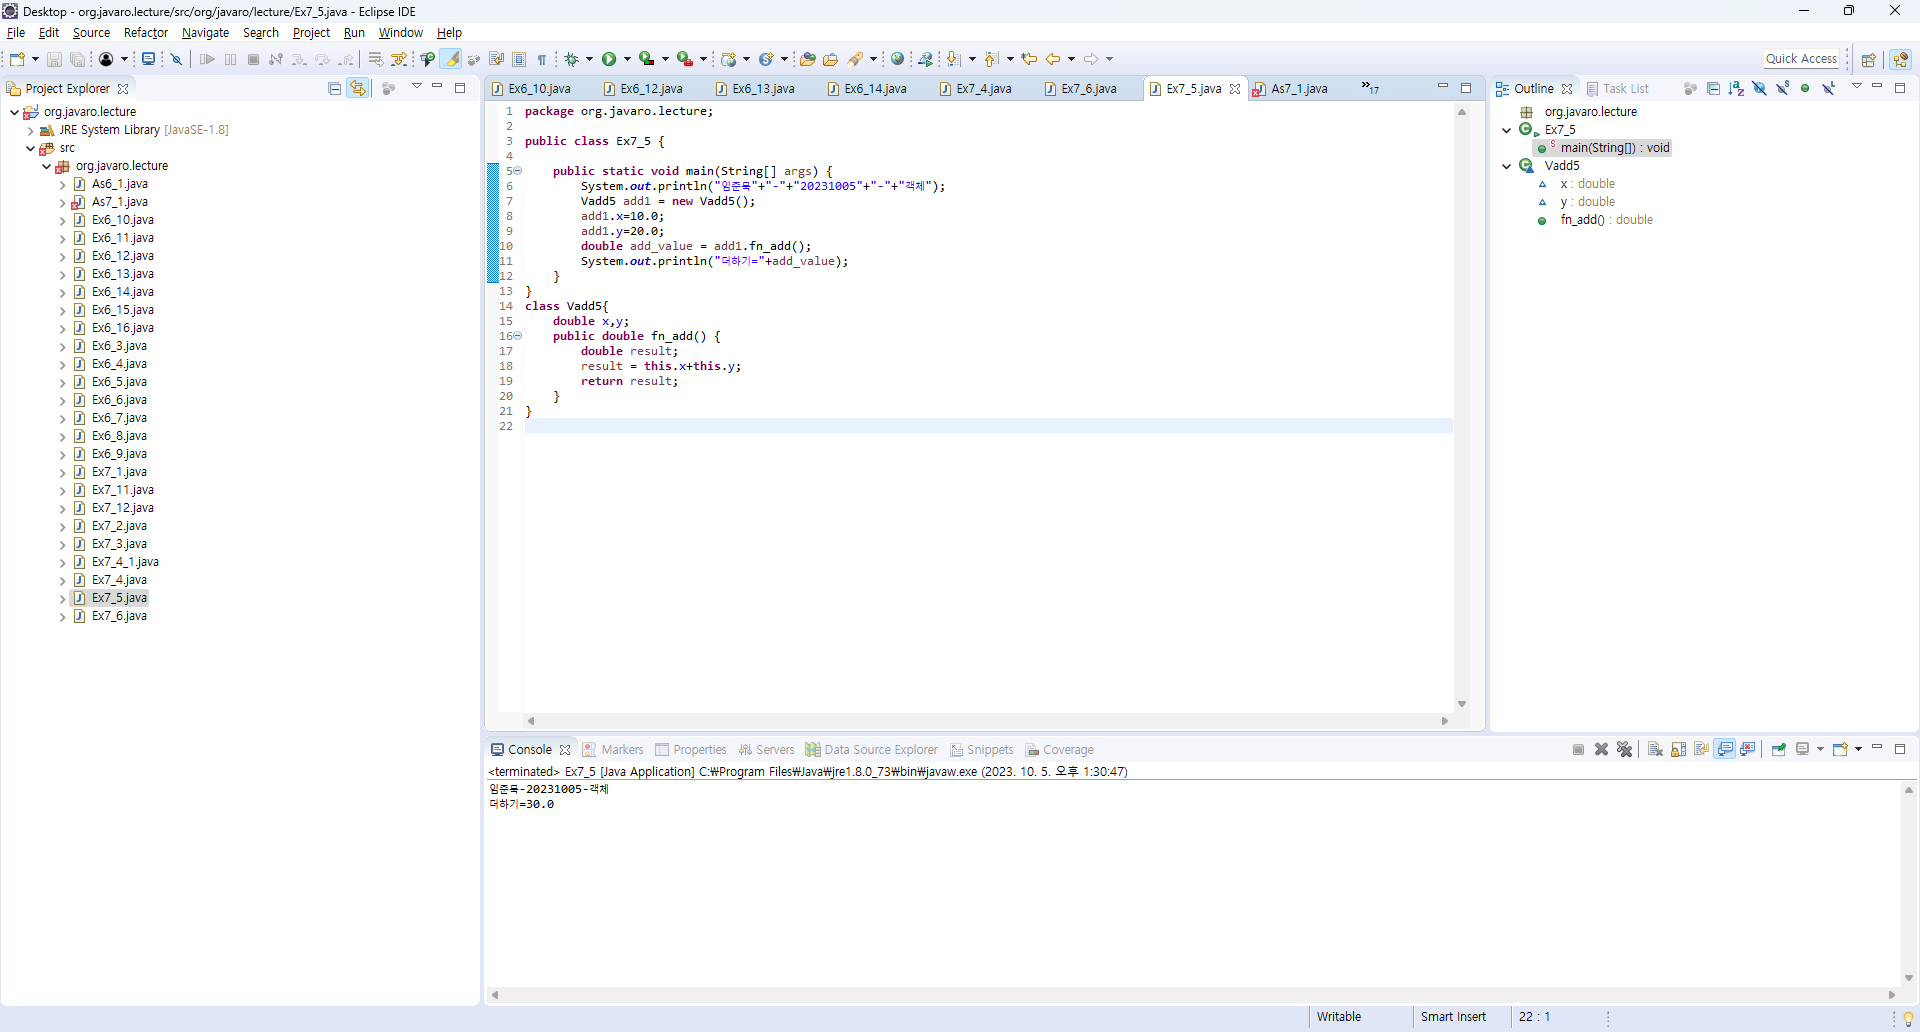 Desktop - org.javaro.lecture/src/org/javaro/lecture/Ex7_5.java - Eclipse IDE
File Edit Source Refactor Navigate Search Project Run Window Help
Quick Access
Project Explorer
org.javaro.lecture
JRE System Library [JavaSE-1.8]
src
org.javaro.lecture
As6_1.java
As7_1.java
Ex6_10.java
Ex6_11.java
Ex6_12.java
Ex6_13.java
Ex6_14.java
Ex6_15.java
Ex6_16.java
Ex6_3.java
Ex6_4.java
Ex6_5.java
Ex6_6.java
Ex6_7.java
Ex6_8.java
Ex6_9.java
Ex7_1.java
Ex7_11.java
Ex7_12.java
Ex7_2.java
Ex7_3.java
Ex7_4_1.java
Ex7_4.java
Ex7_5.java
Ex7_6.java
Ex6_10.java Ex6_12.java Ex6_13.java Ex6_14.java Ex7_4.java Ex7_6.java Ex7_5.java As7_1.java »17
1 package org.javaro.lecture;
2
3 public class Ex7_5 {
4
5 public static void main(String[] args) {
6 System.out.println("임준묵"+"-"+"20231005"+"-"+"객체");
7 Vadd5 add1 = new Vadd5();
8 add1.x=10.0;
9 add1.y=20.0;
10 double add_value = add1.fn_add();
11 System.out.println("더하기="+add_value);
12 }
13 }
14 class Vadd5{
15 double x,y;
16 public double fn_add() {
17 double result;
18 result = this.x+this.y;
19 return result;
20 }
21 }
22
Outline Task List
org.javaro.lecture
Ex7_5
main(String[]) : void
Vadd5
x : double
y : double
fn_add() : double
Console Markers Properties Servers Data Source Explorer Snippets Coverage
<terminated> Ex7_5 [Java Application] C:₩Program Files₩Java₩jre1.8.0_73₩bin₩javaw.exe (2023. 10. 5. 오후 1:30:47)
임준묵-20231005-객체
더하기=30.0
Writable Smart Insert 22 : 1